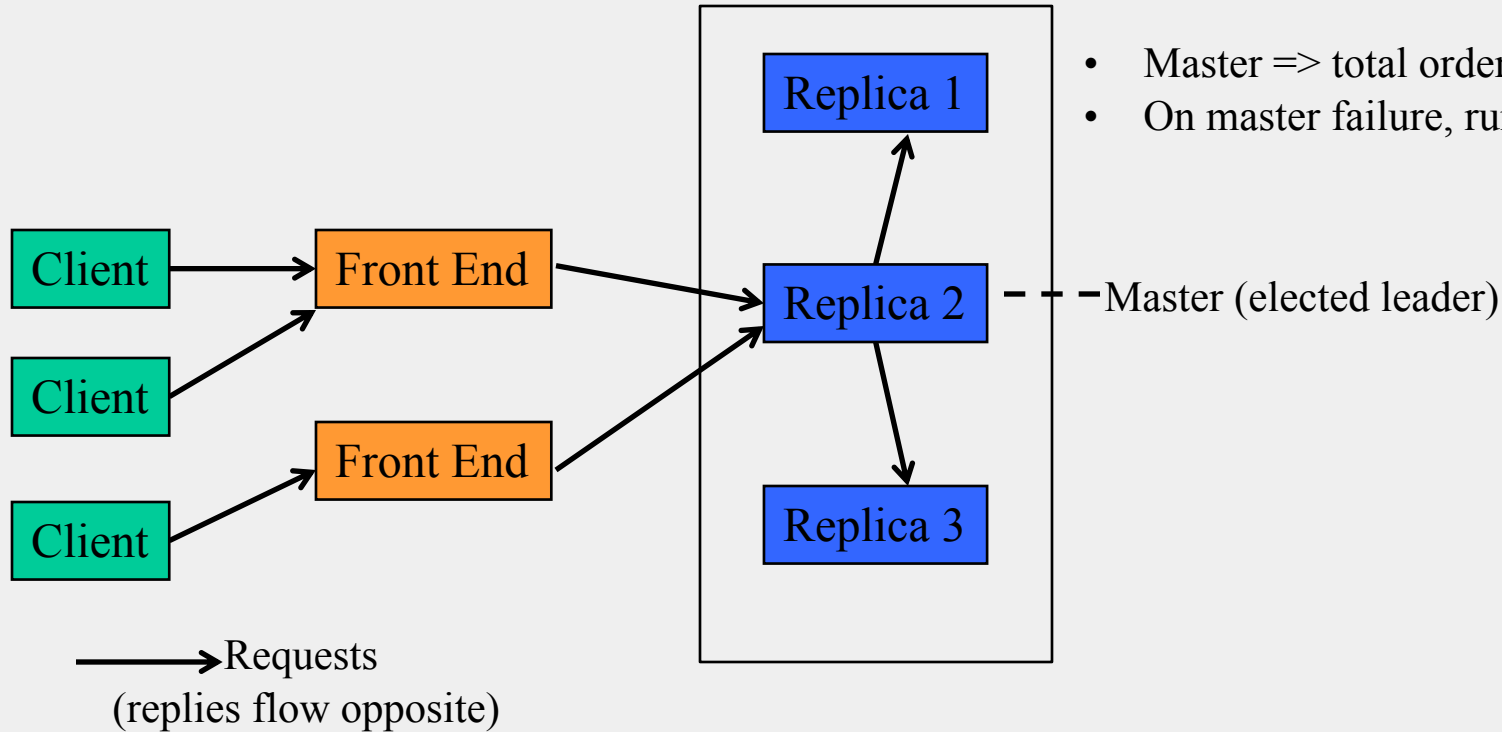 Replica 1
• Master => total order
• On master failure, ru
Client
Front End
Replica 2
Master (elected leader)
Client
Front End
Client
Replica 3
Requests
(replies flow opposite)